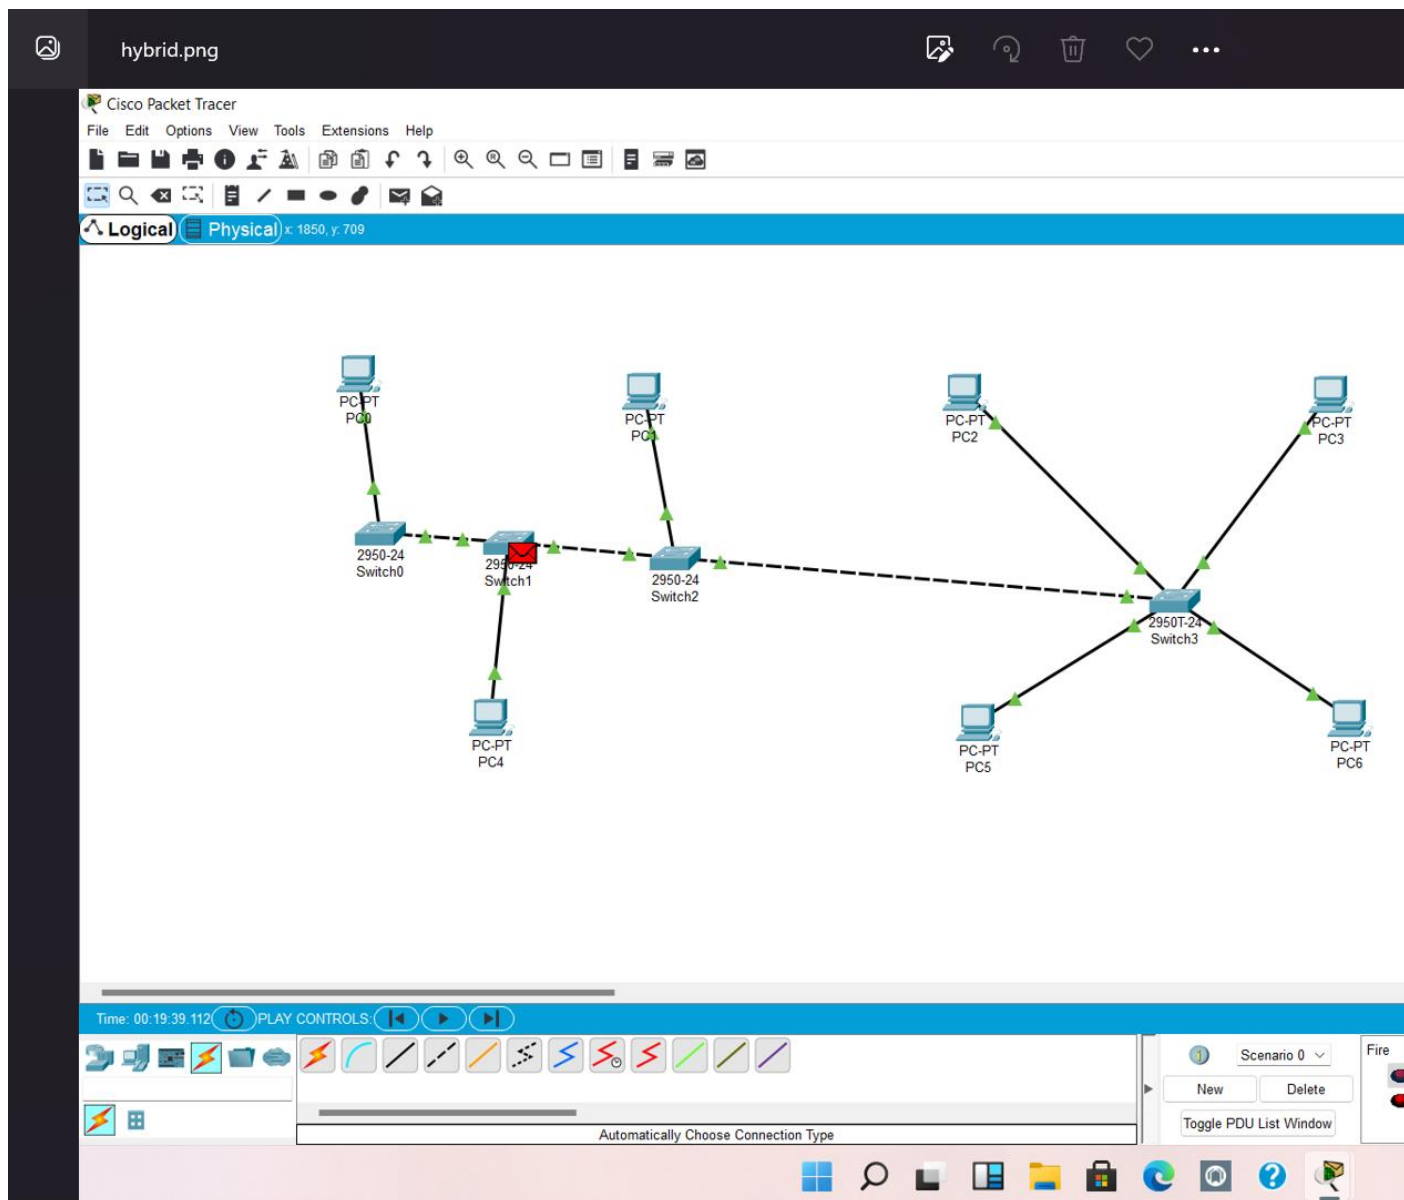 hybrid.png
Cisco Packet Tracer
File Edit Options View Tools Extensions Help
Logical Physical x: 1850, y: 709
PC-PT
PC0
PC-PT
PC1
PC-PT
PC2
PC-PT
PC3
2950-24
Switch0
2950-24
Switch1
2950-24
Switch2
2950T-24
Switch3
PC-PT
PC4
PC-PT
PC5
PC-PT
PC6
Time: 00:19:39.112 PLAY CONTROLS:
Scenario 0
Fire
New Delete
Toggle PDU List Window
Automatically Choose Connection Type